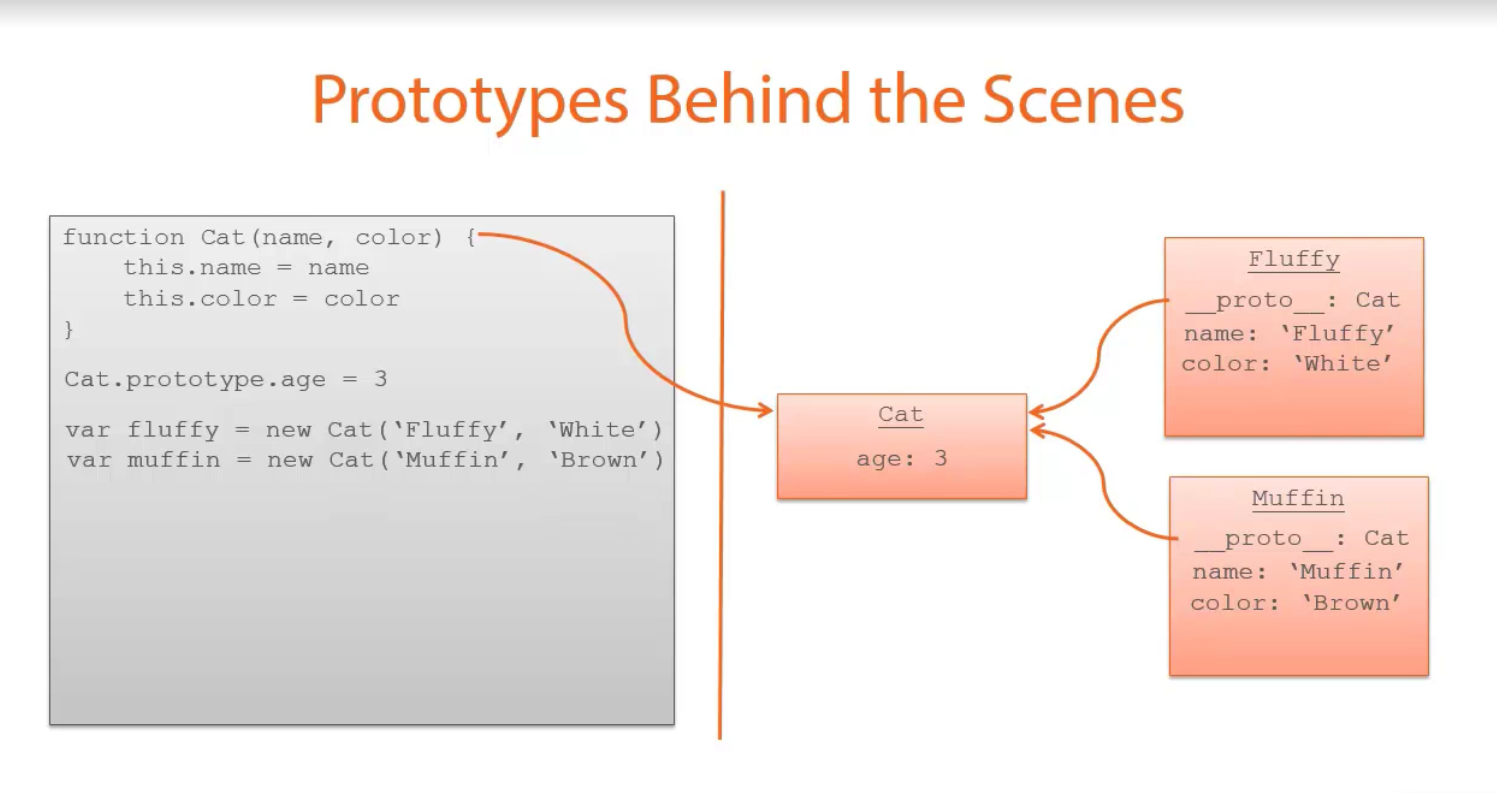 Prototypes Behind the Scenes
function Cat(name, color) {
    this.name = name
    this.color = color
}
Cat.prototype.age = 3
var fluffy = new Cat(‘Fluffy’, ‘White’)
var muffin = new Cat(‘Muffin’, ‘Brown’)
Cat
age: 3
Fluffy
__proto__: Cat
name: ‘Fluffy’
color: ‘White’
Muffin
__proto__: Cat
name: ‘Muffin’
color: ‘Brown’